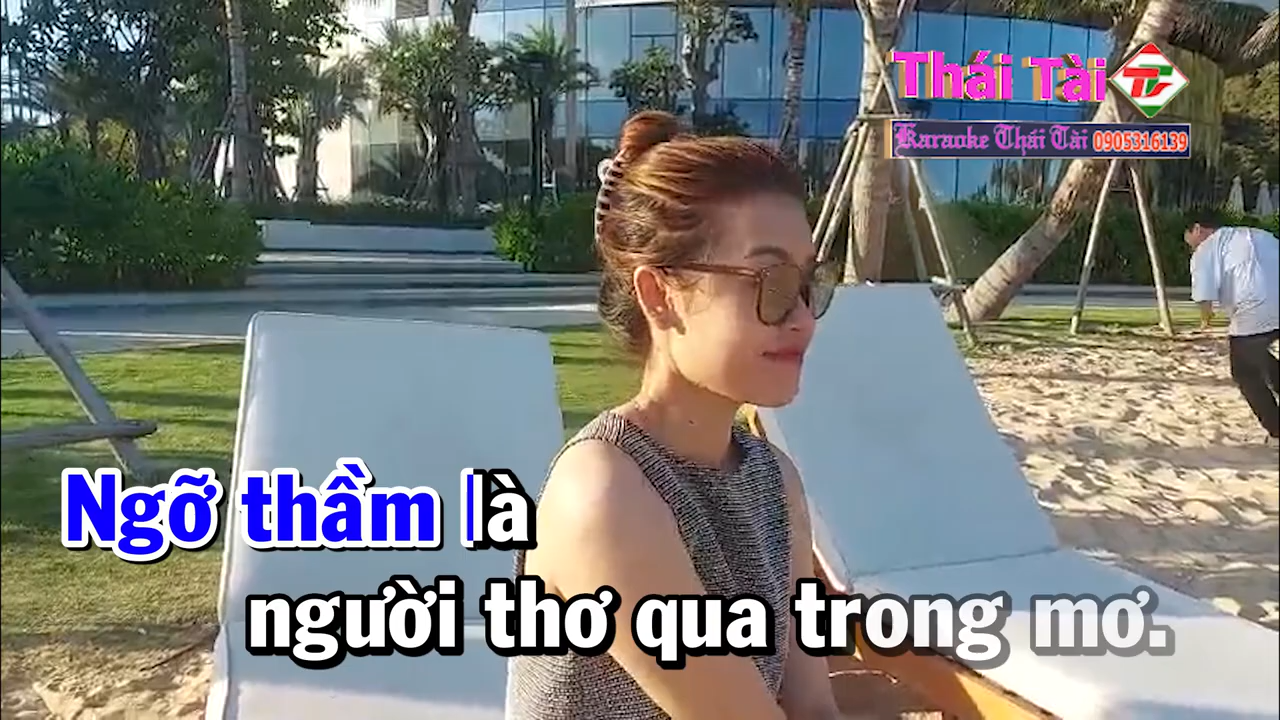 Thái Tài
Karaoke Thái Tài 0905316139
Ngỡ thầm là
người thơ qua trong mơ.